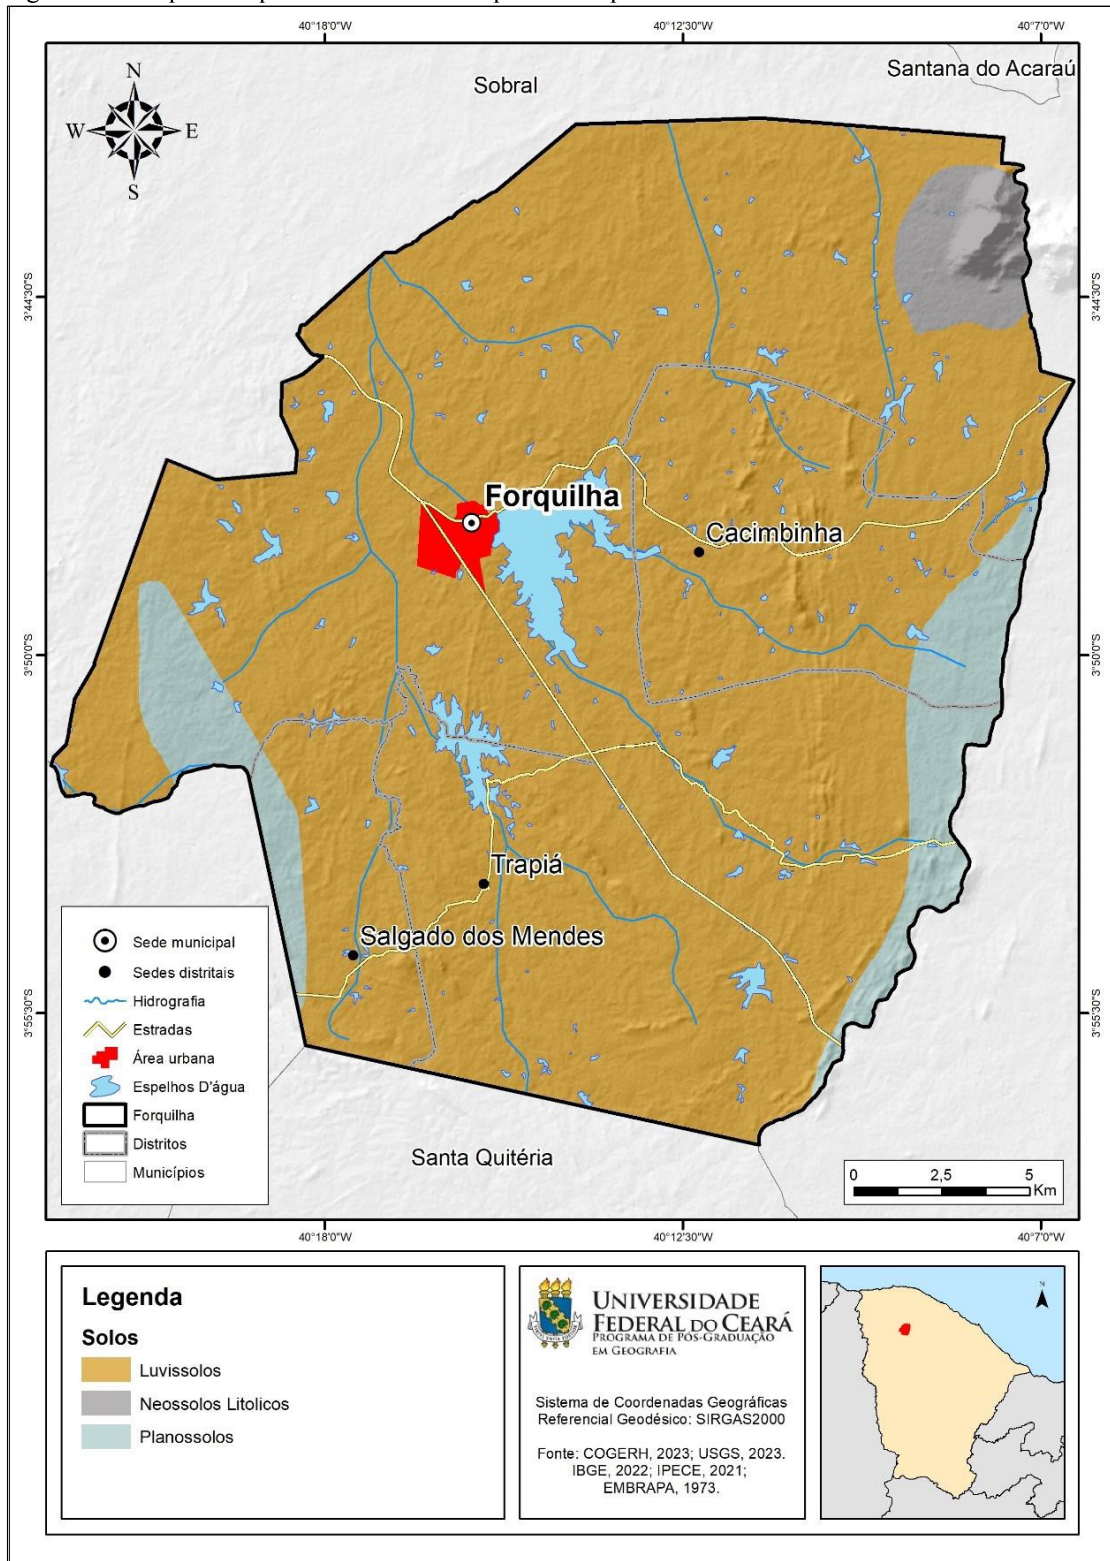 40°18'0"W
40°12'30"W
40°7'0"W
Santana do Acaraú
Sobral
N
W
E
S
3°44'30"S
3°44'30"S
Forquilha
Cacimbinha
3°50'0"S
3°50'0"S
Trapiá
Salgado dos Mendes
3°55'30"S
3°55'30"S
Sede municipal
Sedes distritais
Hidrografia
Estradas
Área urbana
Espelhos D'água
Forquilha
Distritos
Municípios
Santa Quitéria
0
2,5
5
Km
40°18'0"W
40°12'30"W
40°7'0"W
Legenda
Solos
Luvissolos
Neossolos Litolicos
Planossolos
UNIVERSIDADE
FEDERAL DO CEARÁ
PROGRAMA DE PÓS-GRADUAÇÃO
EM GEOGRAFIA
Sistema de Coordenadas Geográficas
Referencial Geodésico: SIRGAS2000
Fonte: COGERH, 2023; USGS, 2023.
IBGE, 2022; IPECE, 2021;
EMBRAPA, 1973.
N